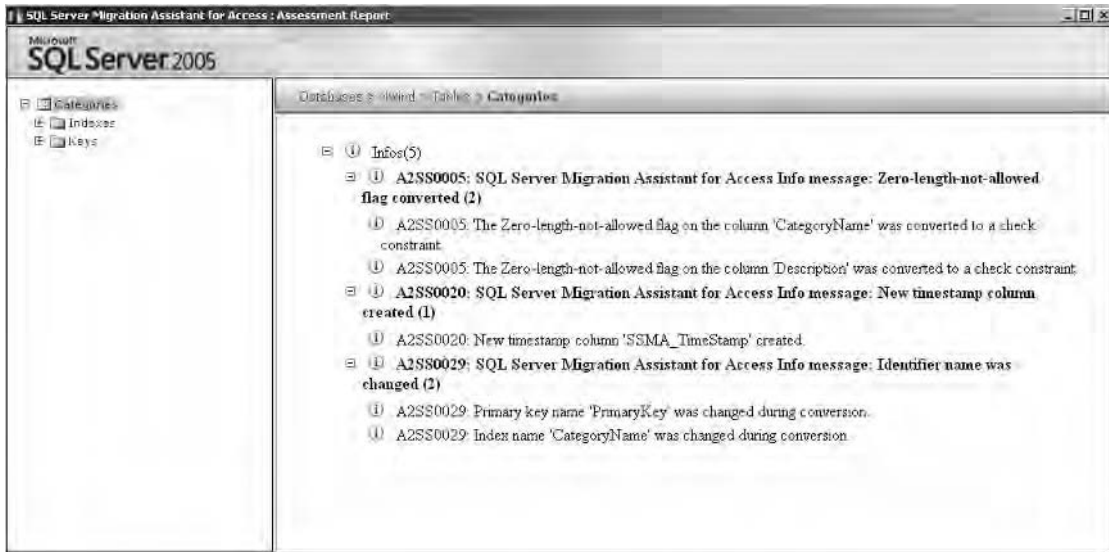 SQL Server Migration Assistant for Access : Assessment Report
Microsoft
SQL Server 2005
Categories
Indexes
Keys
Databases > nwind > Tables > Categories
Infos(5)
A2SS0005: SQL Server Migration Assistant for Access Info message: Zero-length-not-allowed
flag converted (2)
A2SS0005: The Zero-length-not-allowed flag on the column 'CategoryName' was converted to a check
constraint.
A2SS0005: The Zero-length-not-allowed flag on the column 'Description' was converted to a check constraint.
A2SS0020: SQL Server Migration Assistant for Access Info message: New timestamp column
created (1)
A2SS0020: New timestamp column 'SSMA_TimeStamp' created.
A2SS0029: SQL Server Migration Assistant for Access Info message: Identifier name was
changed (2)
A2SS0029: Primary key name 'PrimaryKey' was changed during conversion.
A2SS0029: Index name 'CategoryName' was changed during conversion.